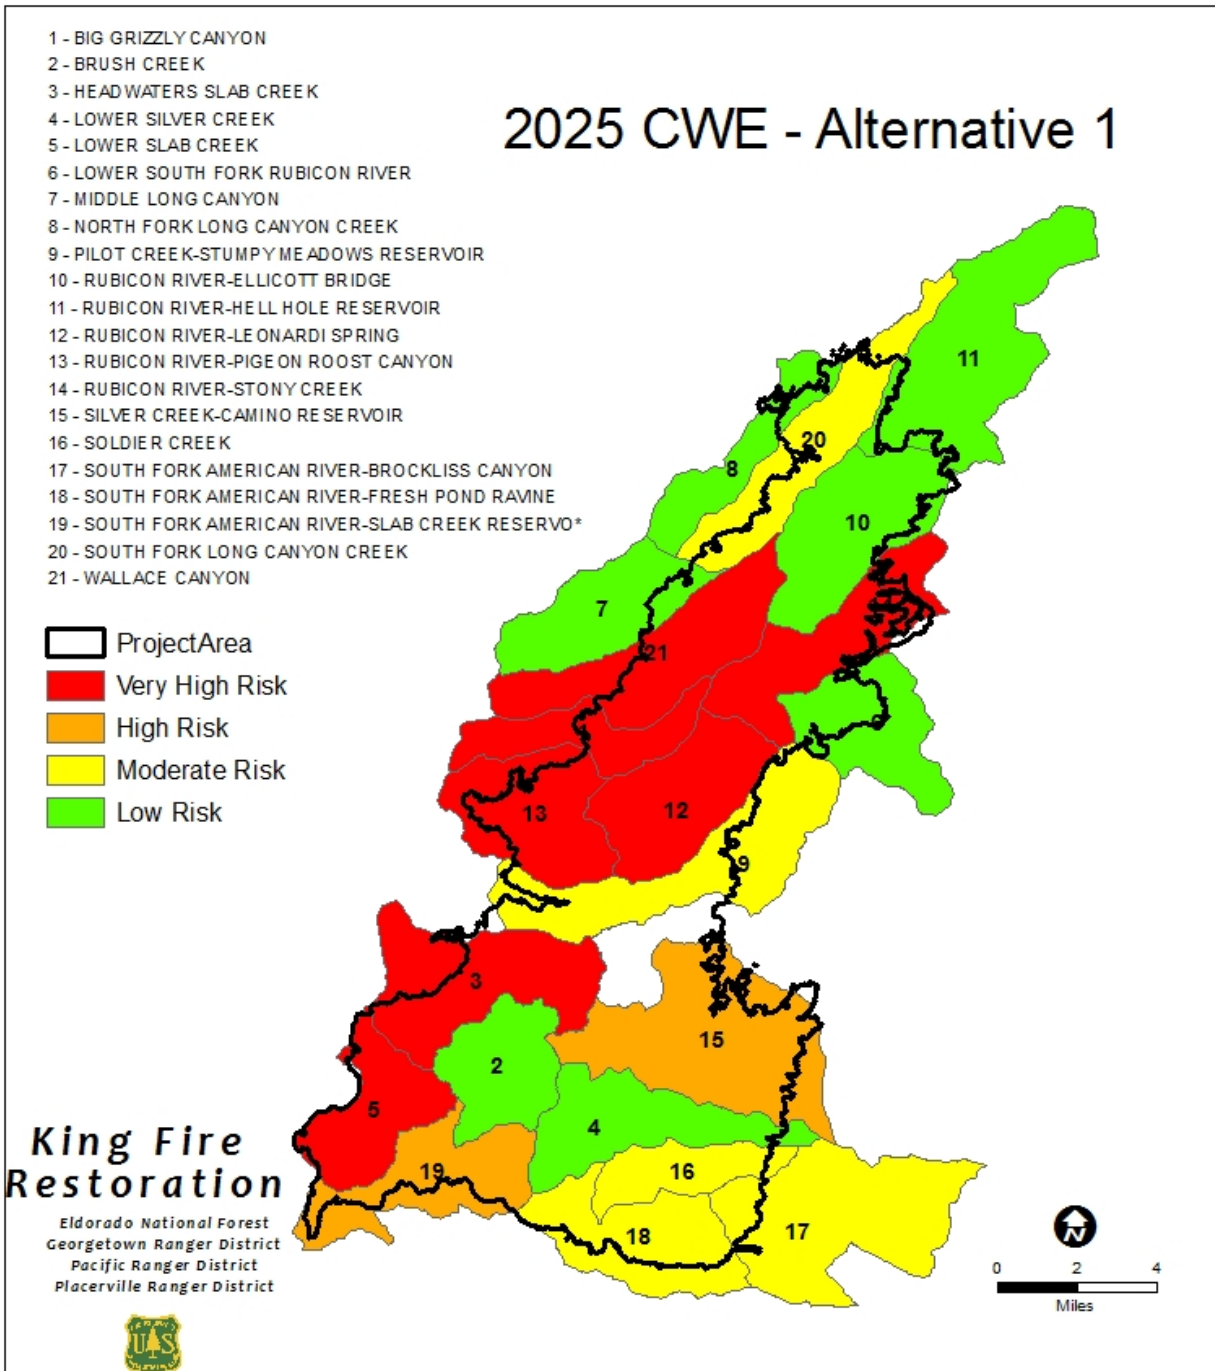 1 - BIG GRIZZLY CANYON
2 - BRUSH CREEK
3 - HEADWATERS SLAB CREEK
4 - LOWER SILVER CREEK
5 - LOWER SLAB CREEK
6 - LOWER SOUTH FORK RUBICON RIVER
7 - MIDDLE LONG CANYON
8 - NORTH FORK LONG CANYON CREEK
9 - PILOT CREEK-STUMPY MEADOWS RESERVOIR
10 - RUBICON RIVER-ELLICOTT BRIDGE
11 - RUBICON RIVER-HELL HOLE RESERVOIR
12 - RUBICON RIVER-LEONARDI SPRING
13 - RUBICON RIVER-PIGEON ROOST CANYON
14 - RUBICON RIVER-STONY CREEK
15 - SILVER CREEK-CAMINO RESERVOIR
16 - SOLDIER CREEK
17 - SOUTH FORK AMERICAN RIVER-BROCKLISS CANYON
18 - SOUTH FORK AMERICAN RIVER-FRESH POND RAVINE
19 - SOUTH FORK AMERICAN RIVER-SLAB CREEK RESERVO*
20 - SOUTH FORK LONG CANYON CREEK
21 - WALLACE CANYON
2025 CWE - Alternative 1
ProjectArea
Very High Risk
High Risk
Moderate Risk
Low Risk
11
20
8
10
7
21
13
12
9
3
15
2
5
4
19
16
18
17
King Fire
Restoration
Eldorado National Forest
Georgetown Ranger District
Pacific Ranger District
Placerville Ranger District
N
0 2 4
Miles
US